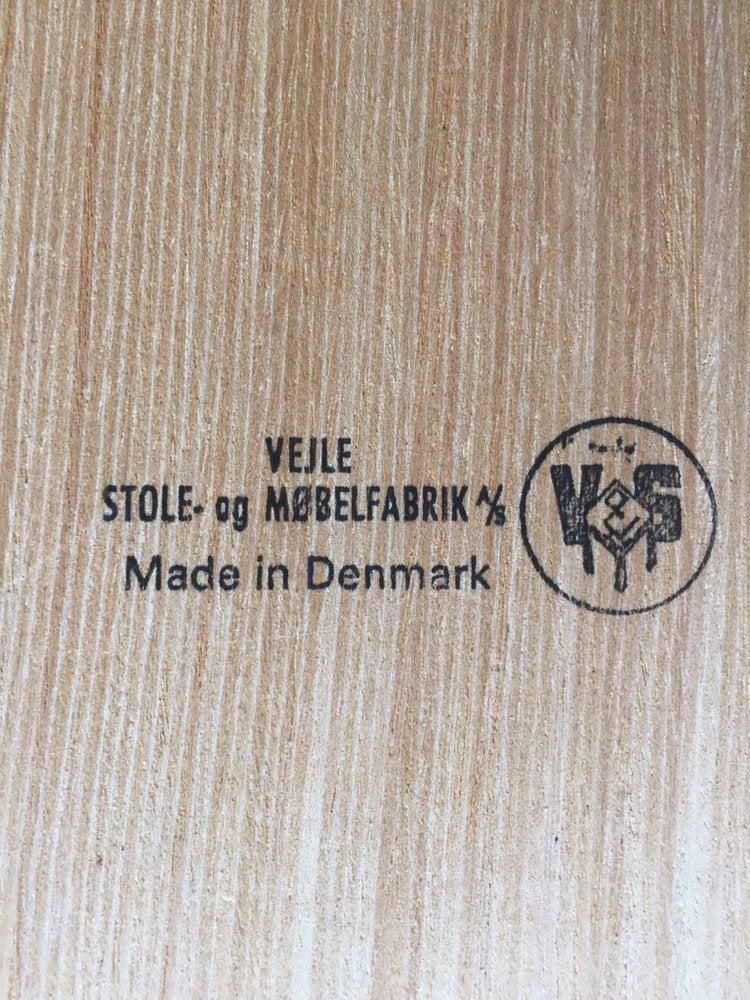 VEJLE
STOLE- og MØBELFABRIK A/S
Made in Denmark
V & S